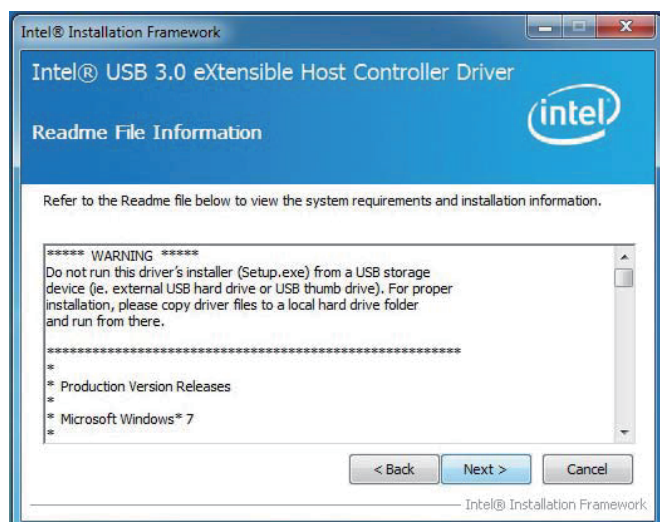 Intel® Installation Framework
Intel® USB 3.0 eXtensible Host Controller Driver
Readme File Information
intel
Refer to the Readme file below to view the system requirements and installation information.
***** WARNING *****
Do not run this driver's installer (Setup.exe) from a USB storage
device (ie. external USB hard drive or USB thumb drive). For proper
installation, please copy driver files to a local hard drive folder
and run from there.
*******************************************************
*
* Production Version Releases
*
* Microsoft Windows* 7
*
< Back
Next >
Cancel
Intel® Installation Framework